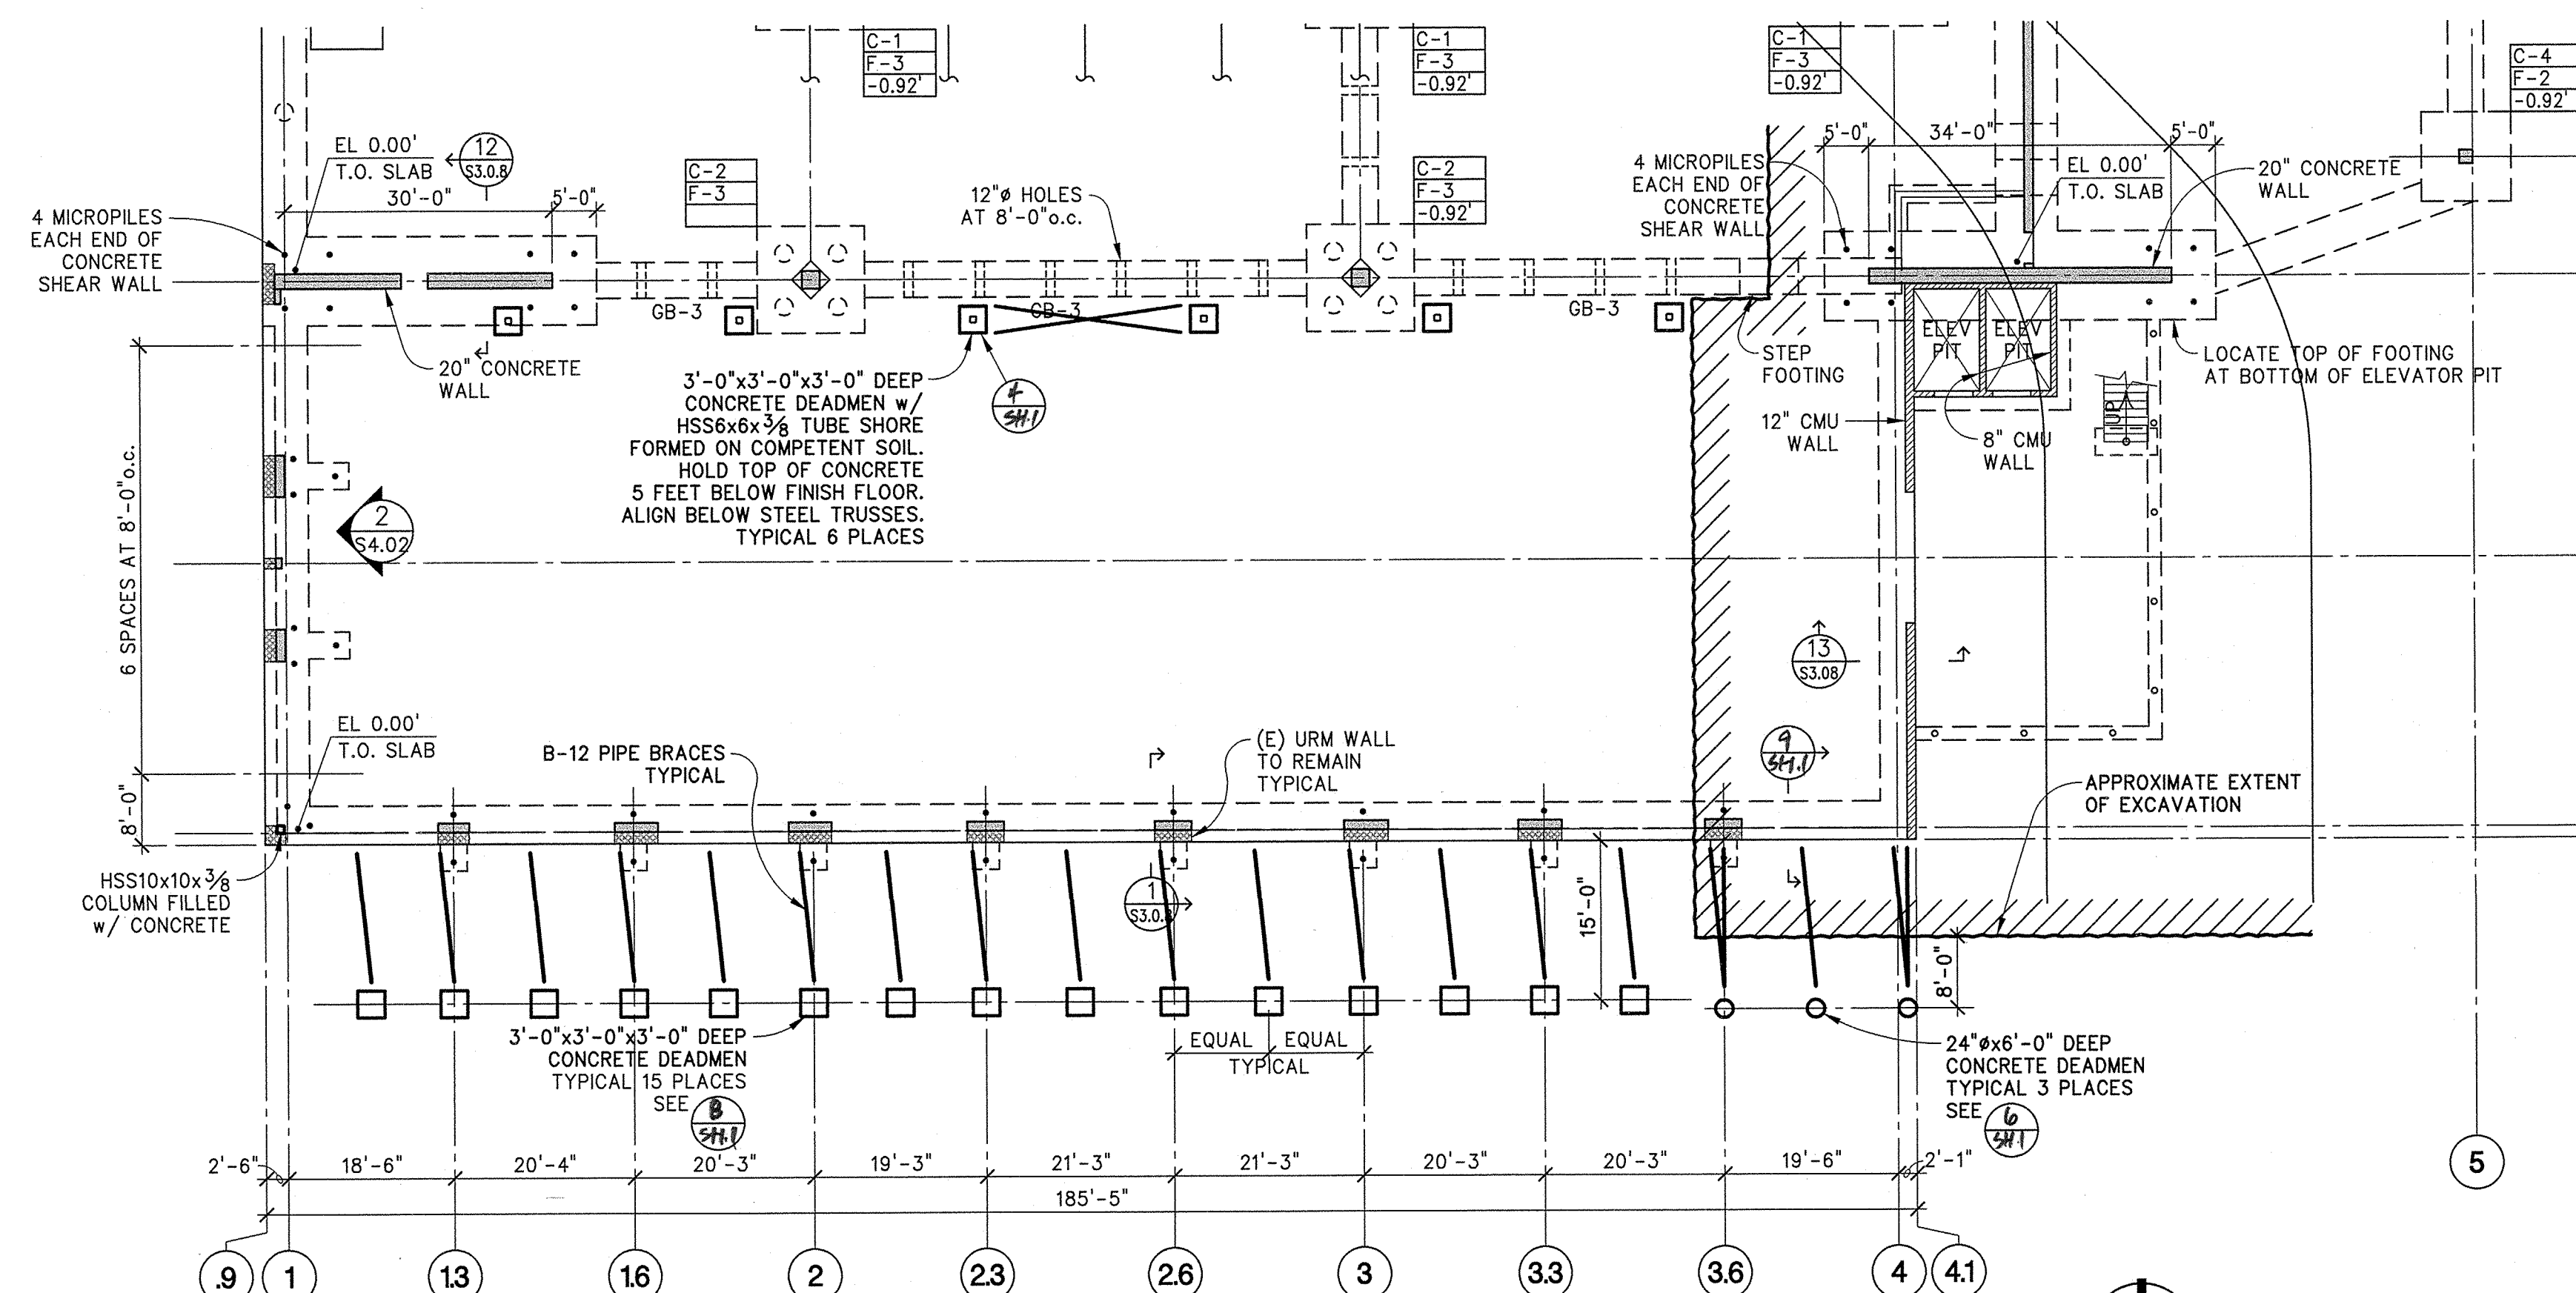 C-1
F-3
-0.92'
C-1
F-3
-0.92'
C-1
F-3
-0.92'
C-4
F-2
-0.92'
EL 0.00'
T.O. SLAB
12
S3.0.8
30'-0"
5'-0"
4 MICROPILES
EACH END OF
CONCRETE
SHEAR WALL
C-2
F-3
12"ø HOLES
AT 8'-0"o.c.
C-2
F-3
-0.92'
4 MICROPILES
EACH END OF
CONCRETE
SHEAR WALL
5'-0"
34'-0"
5'-0"
EL 0.00'
T.O. SLAB
20" CONCRETE
WALL
GB-3
GB-3
GB-3
20" CONCRETE
WALL
STEP
FOOTING
ELEV
PIT
ELEV
PIT
LOCATE TOP OF FOOTING
AT BOTTOM OF ELEVATOR PIT
3'-0"x3'-0"x3'-0" DEEP
CONCRETE DEADMEN w/
HSS6x6x3/8 TUBE SHORE
FORMED ON COMPETENT SOIL.
HOLD TOP OF CONCRETE
5 FEET BELOW FINISH FLOOR.
ALIGN BELOW STEEL TRUSSES.
TYPICAL 6 PLACES
4
SH.1
12" CMU
WALL
8" CMU
WALL
UP
6 SPACES AT 8'-0"o.c.
2
S4.02
13
S3.08
9
SH.1
EL 0.00'
T.O. SLAB
8'-0"
B-12 PIPE BRACES
TYPICAL
(E) URM WALL
TO REMAIN
TYPICAL
APPROXIMATE EXTENT
OF EXCAVATION
HSS10x10x3/8
COLUMN FILLED
w/ CONCRETE
1
S3.0.8
15'-0"
8'-0"
3'-0"x3'-0"x3'-0" DEEP
CONCRETE DEADMEN
TYPICAL 15 PLACES
SEE
8
SH.1
EQUAL
EQUAL
TYPICAL
24"øx6'-0" DEEP
CONCRETE DEADMEN
TYPICAL 3 PLACES
SEE
6
SH.1
2'-6"
18'-6"
20'-4"
20'-3"
19'-3"
21'-3"
21'-3"
20'-3"
20'-3"
19'-6"
2'-1"
185'-5"
5
.9
1
1.3
1.6
2
2.3
2.6
3
3.3
3.6
4
4.1